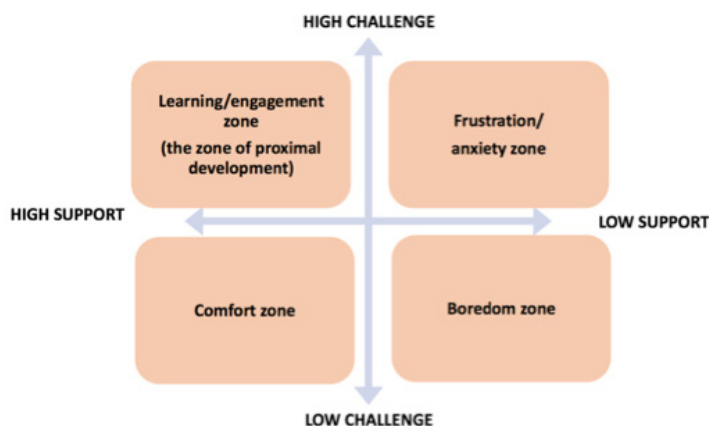 HIGH CHALLENGE
Learning/engagement
zone
(the zone of proximal
development)
Frustration/
anxiety zone
HIGH SUPPORT
LOW SUPPORT
Comfort zone
Boredom zone
LOW CHALLENGE